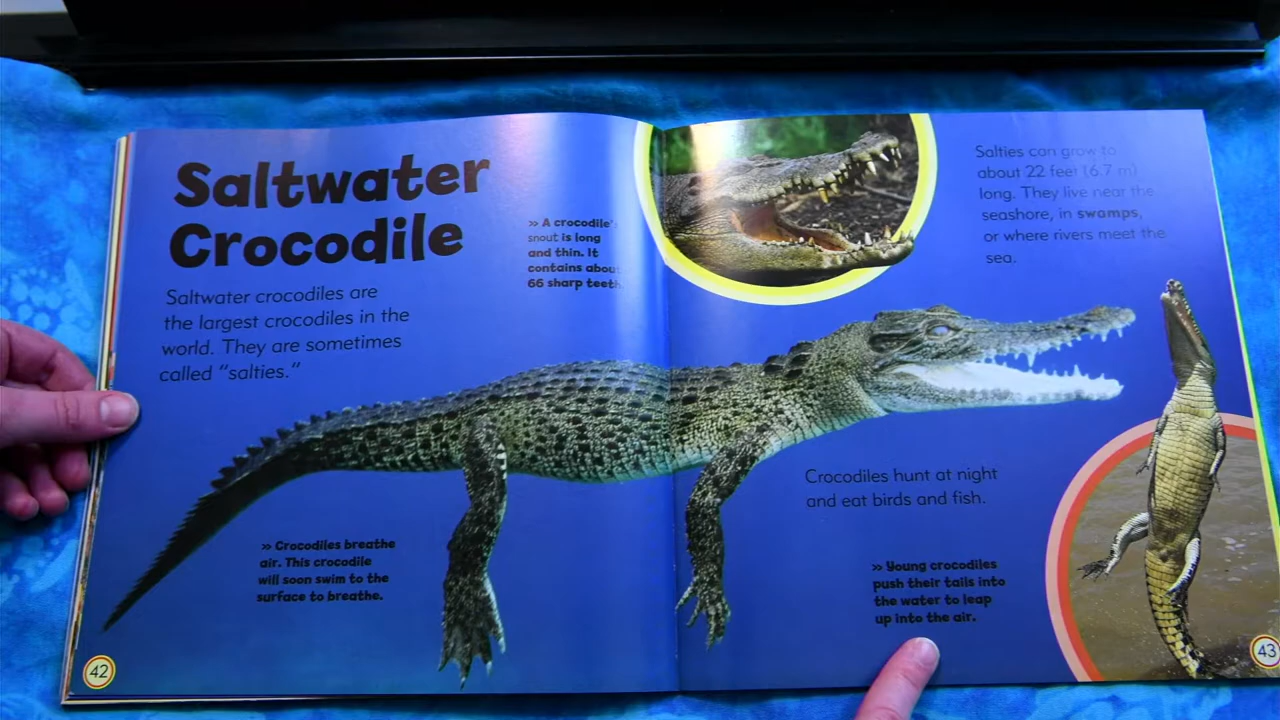 Saltwater
Crocodile
Saltwater crocodiles are
the largest crocodiles in the
world. They are sometimes
called “salties.”
» A crocodile'
snout is long
and thin. It
contains about
66 sharp teeth.
» Crocodiles breathe
air. This crocodile
will soon swim to the
surface to breathe.
42
Salties can grow to
about 22 feet (6.7 m)
long. They live near the
seashore, in swamps,
or where rivers meet the
sea.
Crocodiles hunt at night
and eat birds and fish.
» Young crocodiles
push their tails into
the water to leap
up into the air.
43